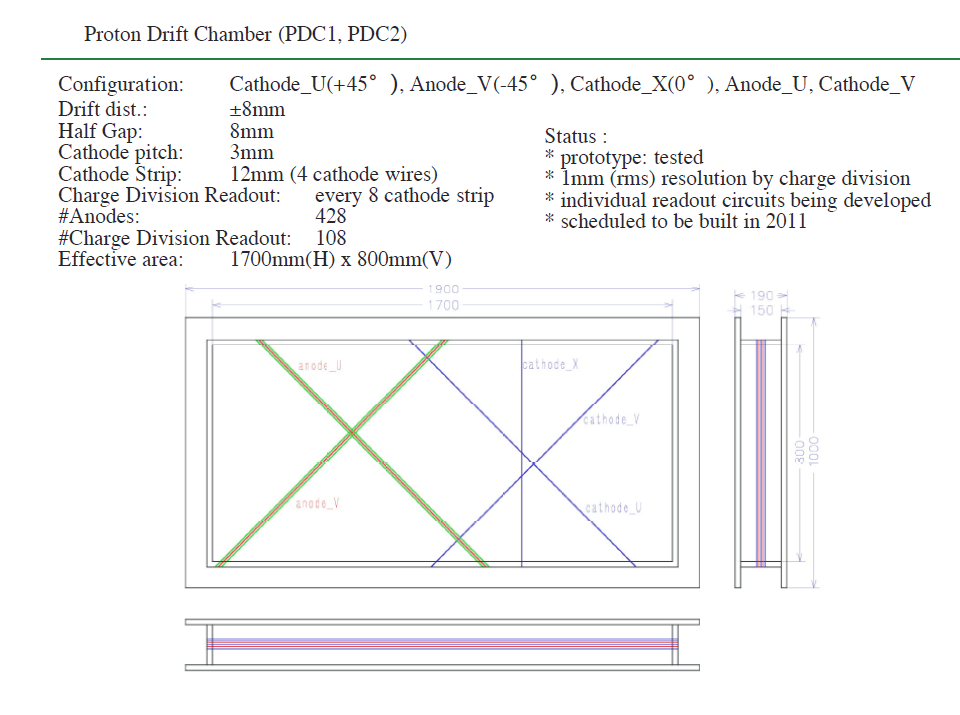 Proton Drift Chamber (PDC1, PDC2)
Configuration: Cathode_U(+45° ), Anode_V(-45° ), Cathode_X(0° ), Anode_U, Cathode_V
Drift dist.: ±8mm
Half Gap: 8mm
Cathode pitch: 3mm
Cathode Strip: 12mm (4 cathode wires)
Charge Division Readout: every 8 cathode strip
#Anodes: 428
#Charge Division Readout: 108
Effective area: 1700mm(H) x 800mm(V)
Status :
* prototype: tested
* 1mm (rms) resolution by charge division
* individual readout circuits being developed
* scheduled to be built in 2011
1900
1700
190
150
anode_U
cathode_X
cathode_V
anode_V
cathode_U
800
1000